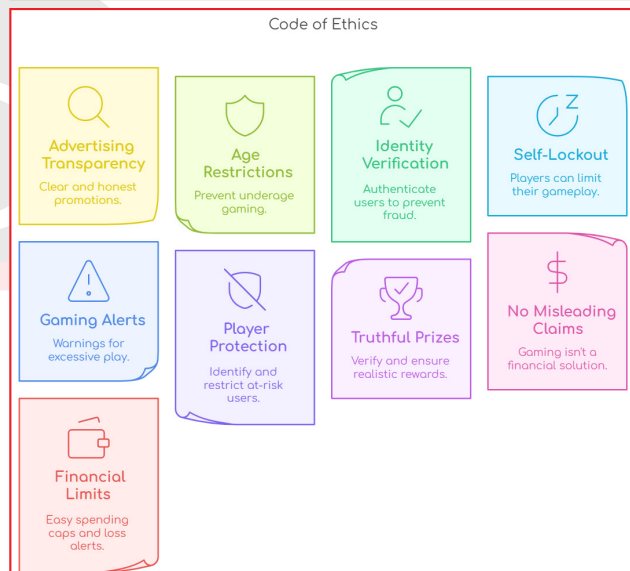 Code of Ethics
Advertising
Transparency
Clear and honest
promotions.
Age
Restrictions
Prevent underage
gaming.
Identity
Verification
Authenticate
users to prevent
fraud.
Z
Self-Lockout
Players can limit
their gameplay.
Gaming Alerts
Warnings for
excessive play.
Player
Protection
Identify and
restrict at-risk
users.
Truthful Prizes
Verify and ensure
realistic rewards.
$
No Misleading
Claims
Gaming isn't a
financial solution.
Financial
Limits
Easy spending
caps and loss
alerts.